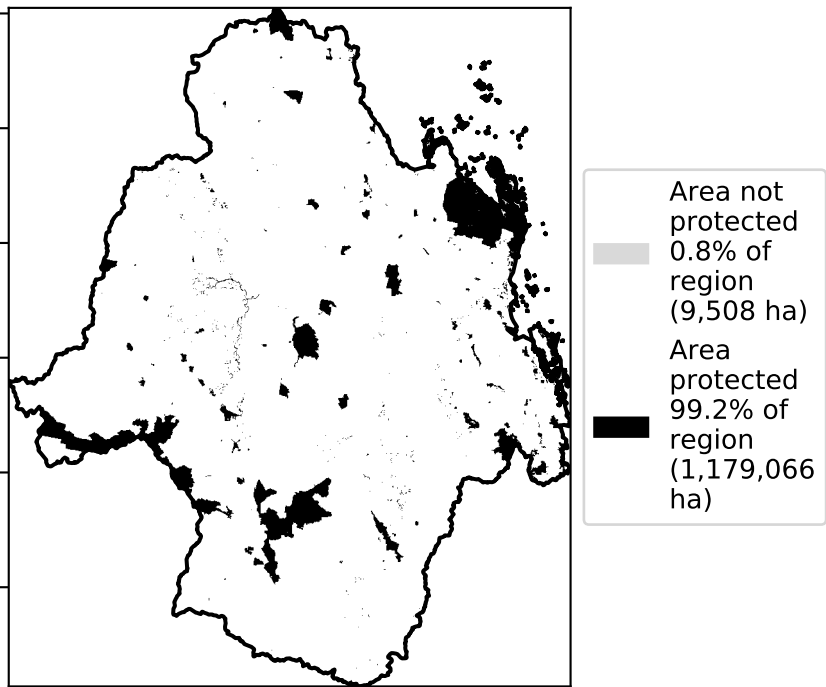 Area not
protected
0.8% of
region
(9,508 ha)
Area
protected
99.2% of
region
(1,179,066
ha)